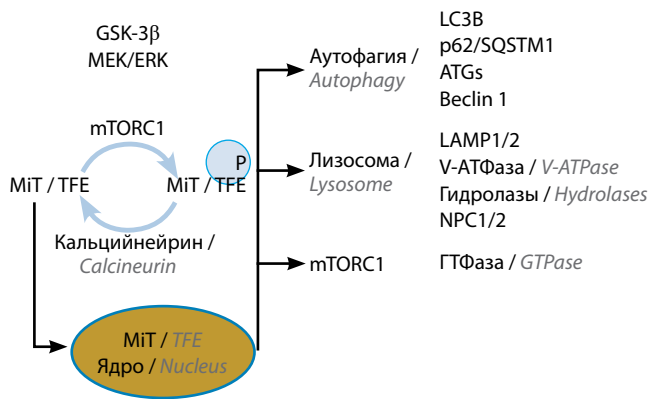 GSK-3β
MEK/ERK
mTORC1
P
MiT / TFE
MiT / TFE
Кальцийнейрин /
Calcineurin
MiT / TFE
Ядро / Nucleus
Аутофагия /
Autophagy
LC3B
p62/SQSTM1
ATGs
Beclin 1
Лизосома /
Lysosome
LAMP1/2
V-АТФаза / V-ATPase
Гидролазы / Hydrolases
NPC1/2
mTORC1
ГТФаза / GTPase